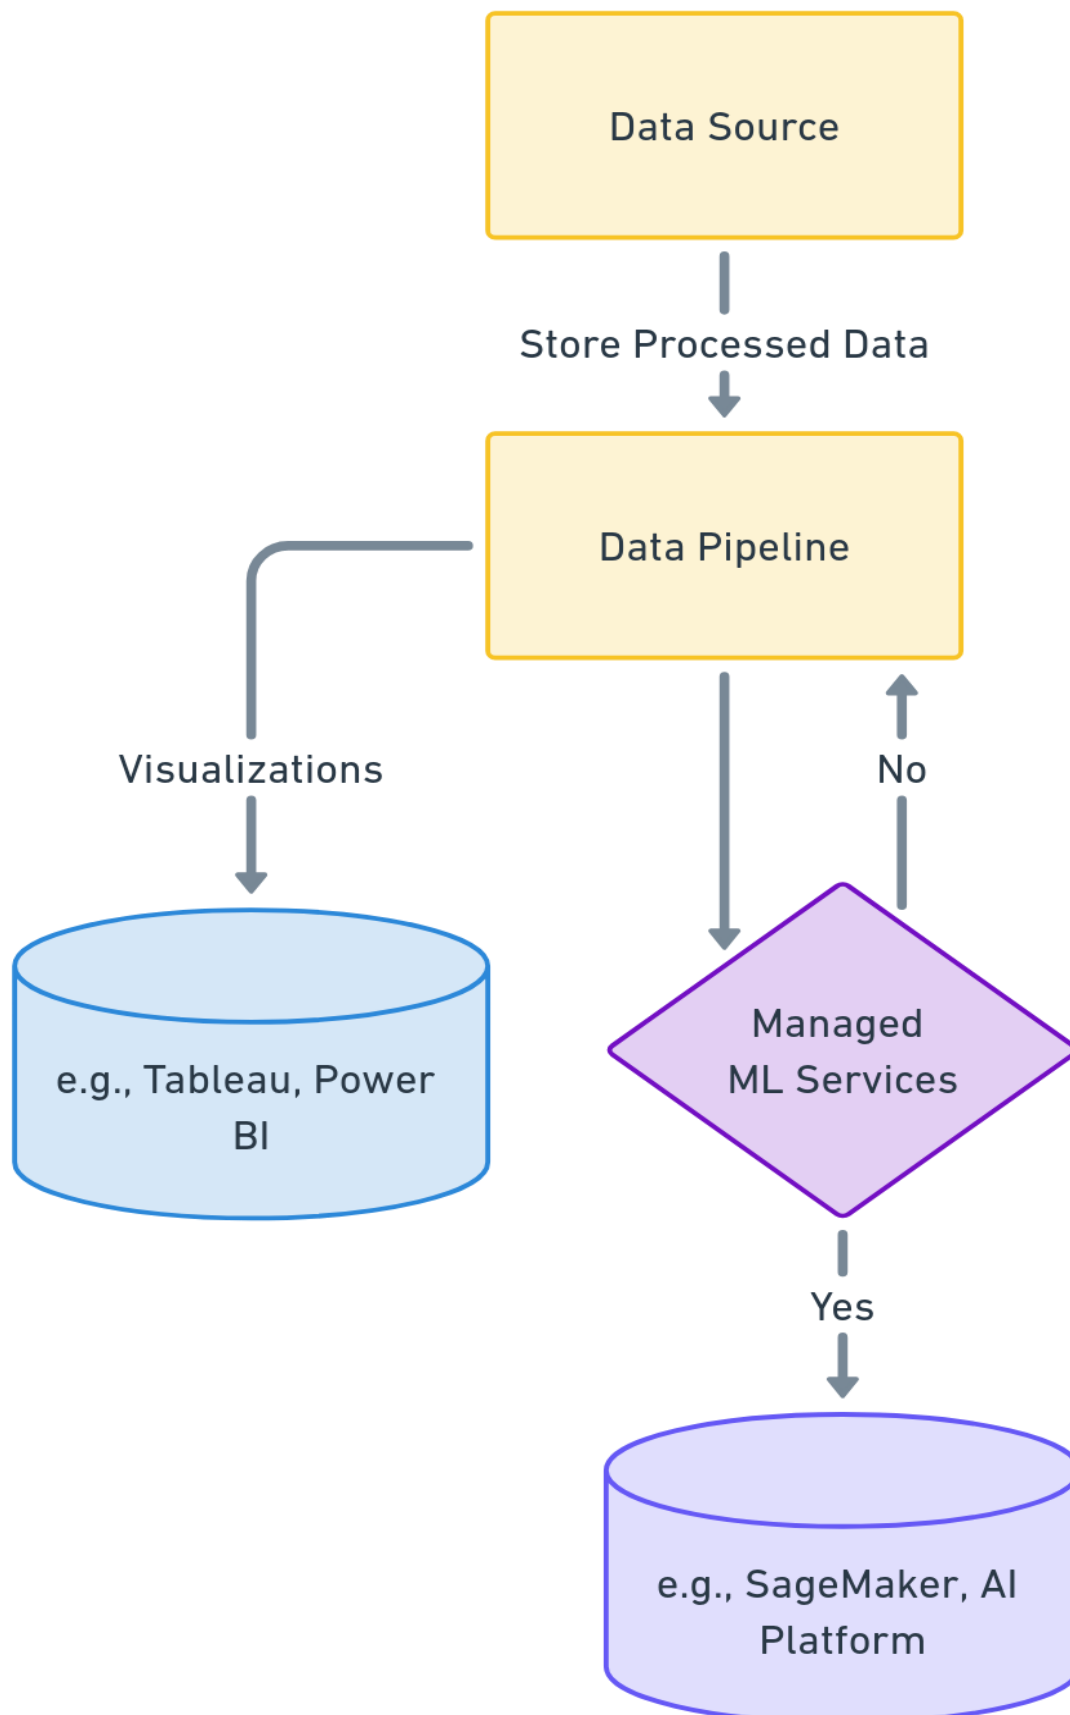 Data Source
Store Processed Data
Data Pipeline
Visualizations
No
e.g., Tableau, Power
BI
Managed
ML Services
Yes
e.g., SageMaker, AI
Platform